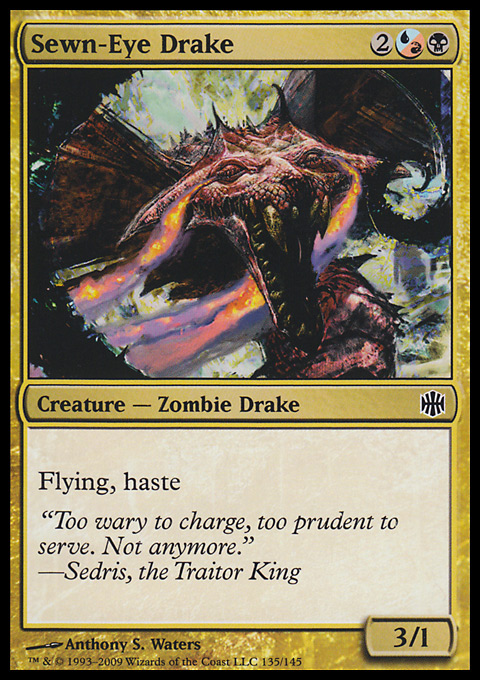 Sewn-Eye Drake 2
Creature — Zombie Drake
Flying, haste
“Too wary to charge, too prudent to
serve. Not anymore.”
—Sedris, the Traitor King
Anthony S. Waters
3/1
™ & © 1993–2009 Wizards of the Coast LLC 135/145